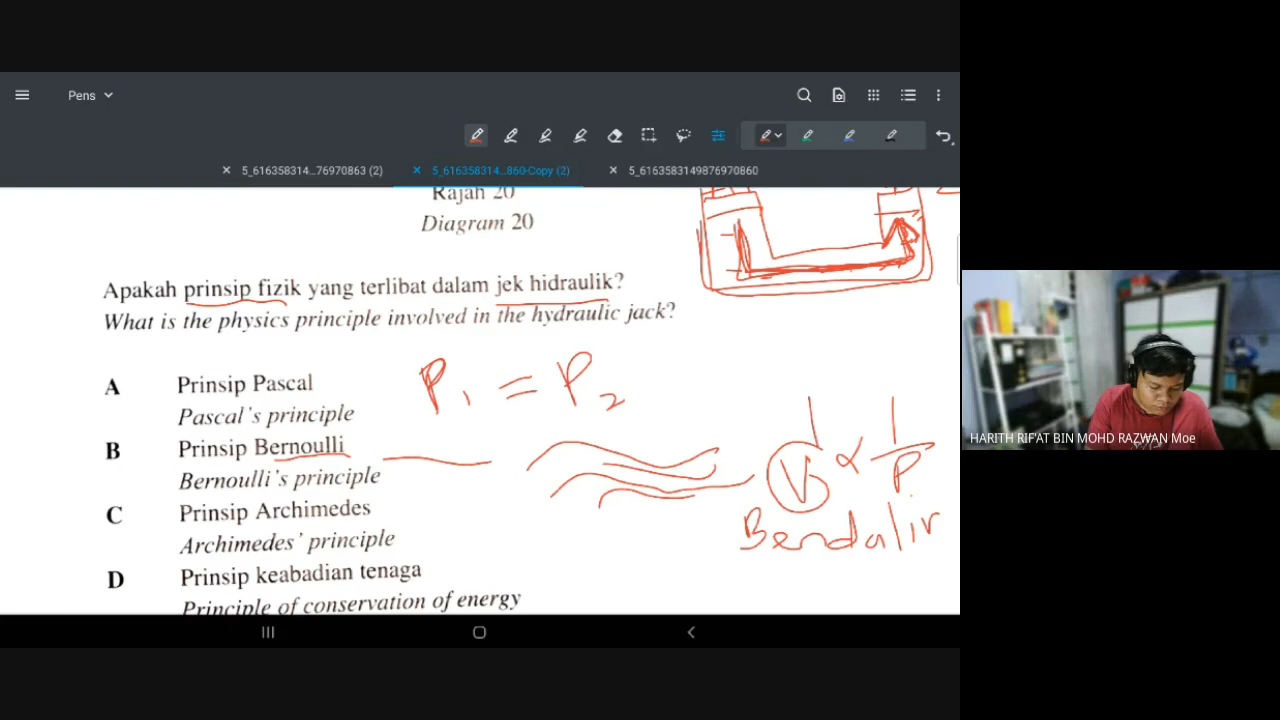 Pens
5_616358314...76970863 (2)
5_616358314...860-Copy (2)
5_6163583149876970860
Rajah 20
Diagram 20
Apakah prinsip fizik yang terlibat dalam jek hidraulik?
What is the physics principle involved in the hydraulic jack?
A Prinsip Pascal
Pascal's principle
P₁ = P₂
B Prinsip Bernoulli
Bernoulli's principle
V ∝ 1/P
Bendalir
C Prinsip Archimedes
Archimedes' principle
D Prinsip keabadian tenaga
Principle of conservation of energy
HARITH RIF'AT BIN MOHD RAZWAN Moe